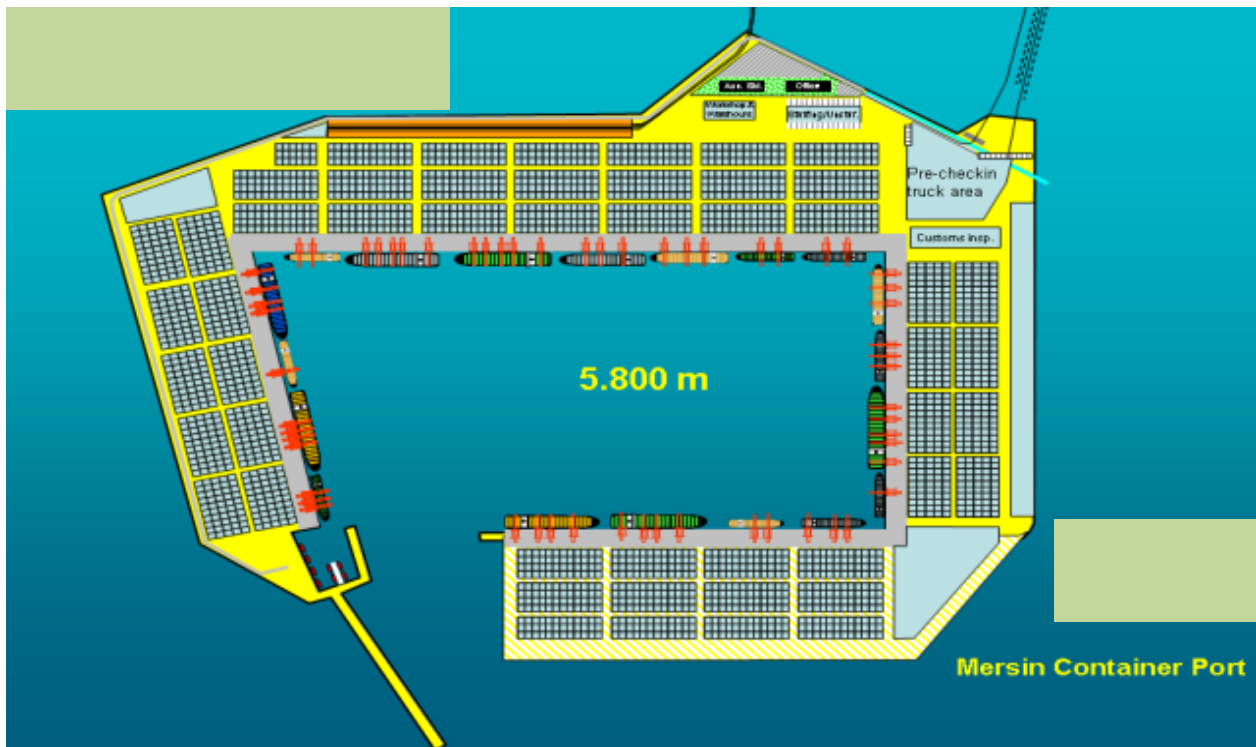 Office
Pre-checkin
truck area
Customs insp.
5.800 m
Mersin Container Port